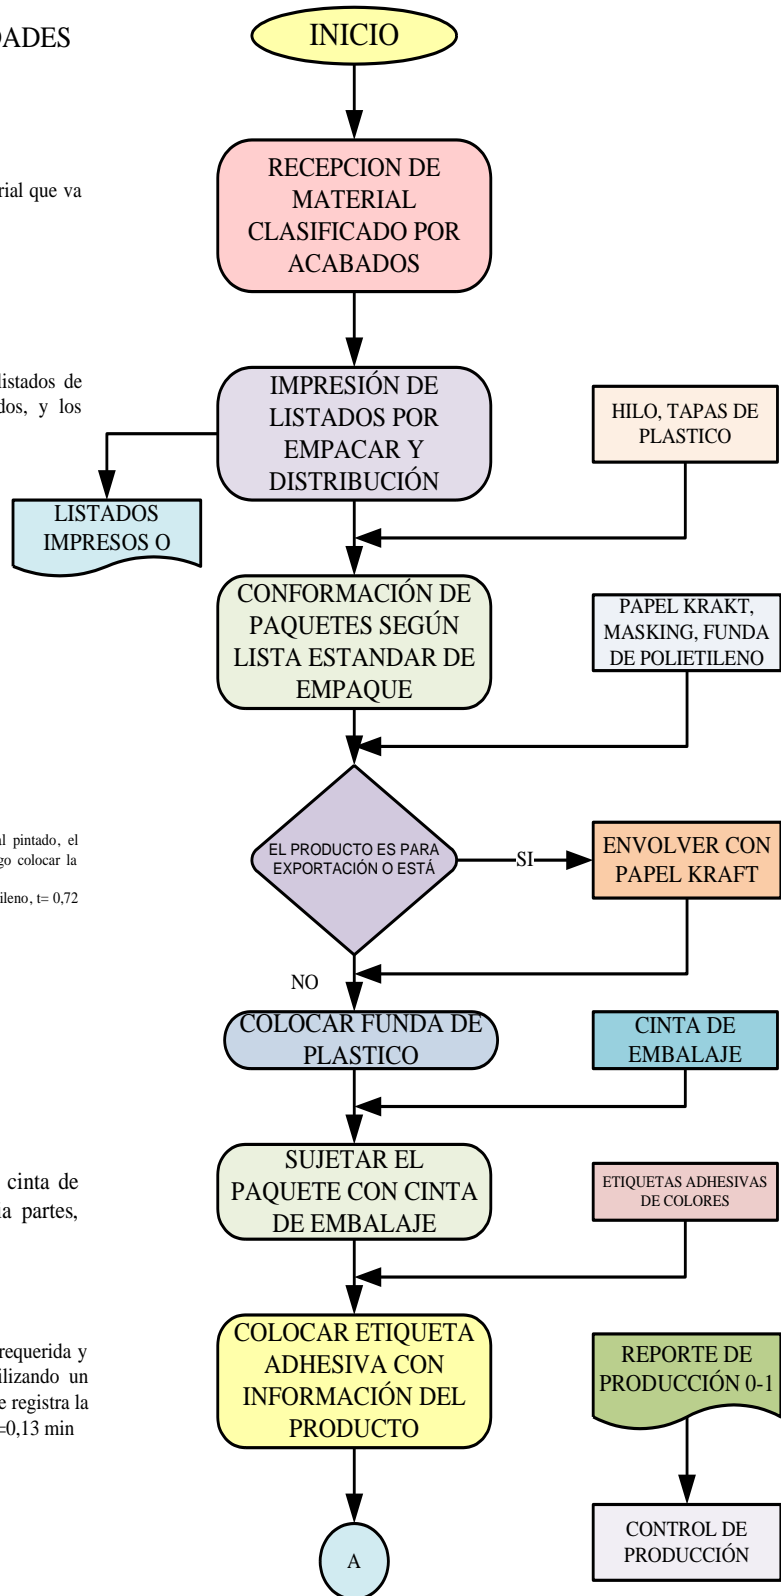 DADES
INICIO
rial que va
RECEPCION DE
MATERIAL
CLASIFICADO POR
ACABADOS
listados de
dos, y los
IMPRESIÓN DE
LISTADOS POR
EMPACAR Y
DISTRIBUCIÓN
HILO, TAPAS DE
PLASTICO
LISTADOS
IMPRESOS O
CONFORMACIÓN DE
PAQUETES SEGÚN
LISTA ESTANDAR DE
EMPAQUE
PAPEL KRAKT,
MASKING, FUNDA
DE POLIETILENO
al pintado, el
go colocar la
ileno, t= 0,72
EL PRODUCTO ES PARA
EXPORTACIÓN O ESTÁ
SI
ENVOLVER CON
PAPEL KRAFT
NO
COLOCAR FUNDA DE
PLASTICO
CINTA DE
EMBALAJE
cinta de
ia partes,
SUJETAR EL
PAQUETE CON CINTA
DE EMBALAJE
ETIQUETAS ADHESIVAS
DE COLORES
requerida y
ilizando un
e registra la
=0,13 min
COLOCAR ETIQUETA
ADHESIVA CON
INFORMACIÓN DEL
PRODUCTO
REPORTE DE
PRODUCCIÓN 0-1
A
CONTROL DE
PRODUCCIÓN